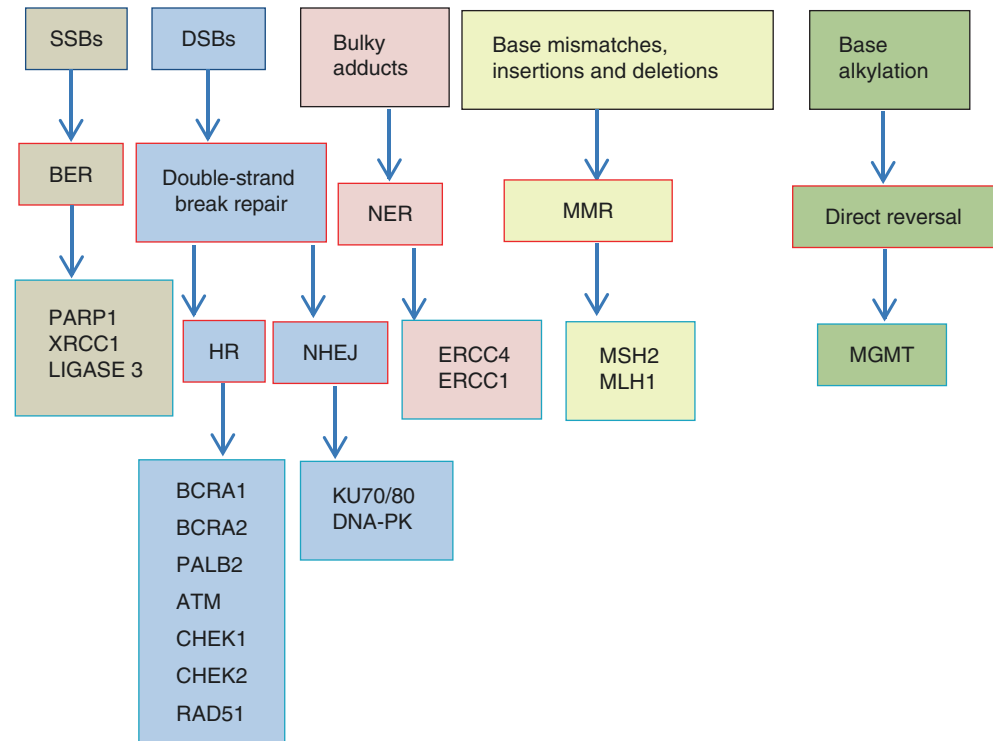 SSBs
DSBs
Bulky
adducts
Base mismatches,
insertions and deletions
Base
alkylation
BER
Double-strand
break repair
NER
MMR
Direct reversal
PARP1
XRCC1
LIGASE 3
HR
NHEJ
ERCC4
ERCC1
MSH2
MLH1
MGMT
BCRA1
BCRA2
PALB2
ATM
CHEK1
CHEK2
RAD51
KU70/80
DNA-PK